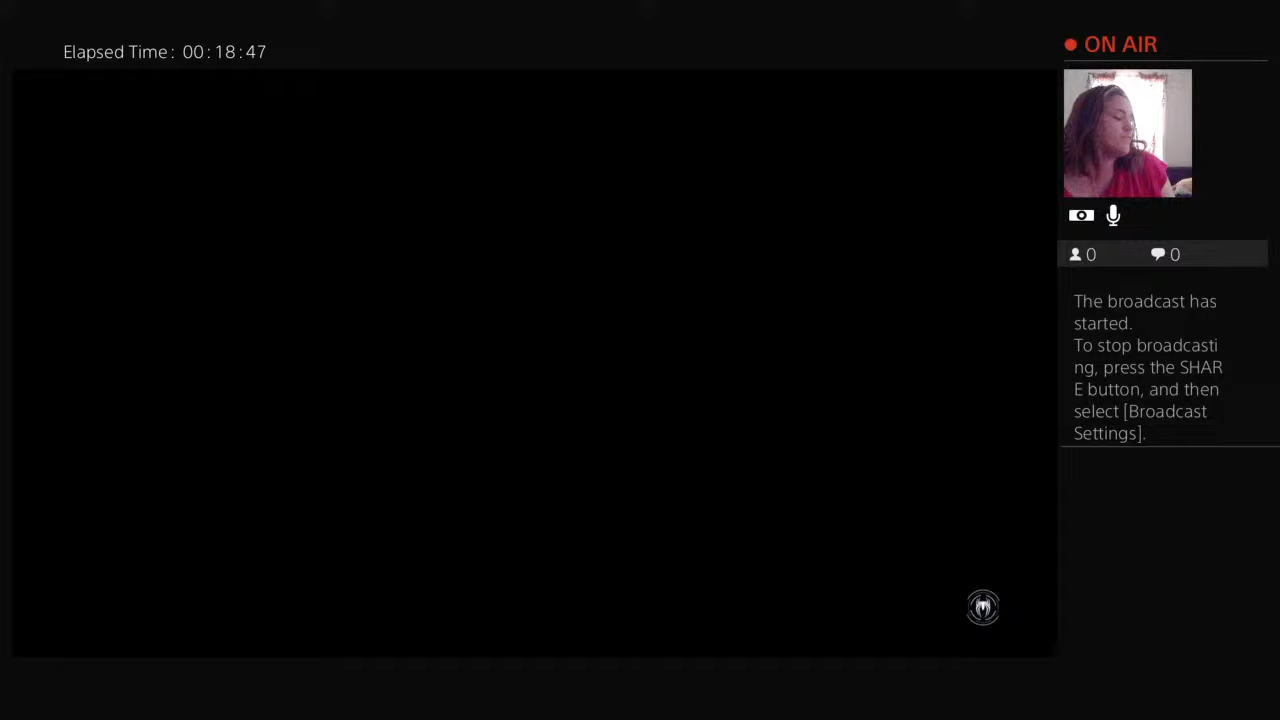 Elapsed Time: 00:18:47
ON AIR
0
0
The broadcast has
started.
To stop broadcasti
ng, press the SHAR
E button, and then
select [Broadcast
Settings].